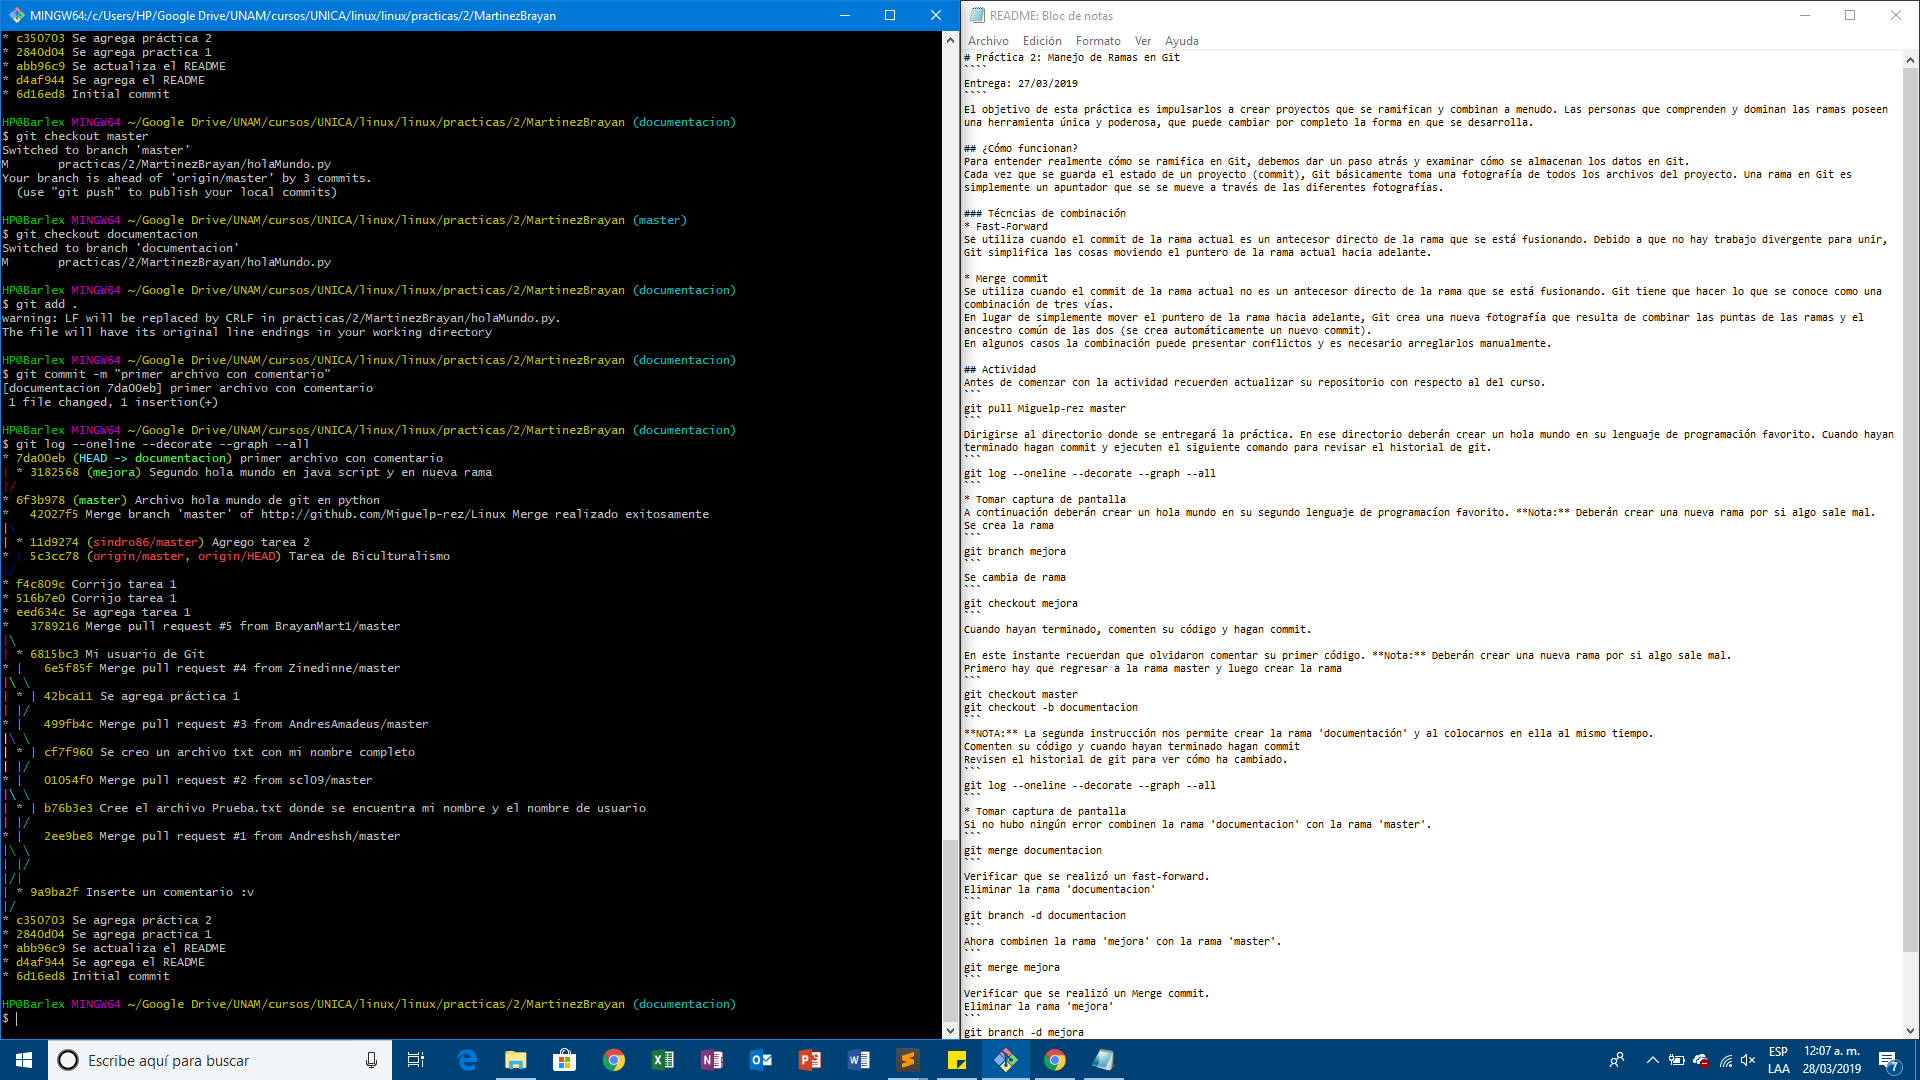 MINGW64:/c/Users/HP/Google Drive/UNAM/cursos/UNICA/linux/linux/practicas/2/MartinezBrayan
* c350703 Se agrega práctica 2
* 2840d04 Se agrega practica 1
* abb96c9 Se actualiza el README
* d4af944 Se agrega el README
* 6d16ed8 Initial commit
HP@Barlex MINGW64 ~/Google Drive/UNAM/cursos/UNICA/linux/linux/practicas/2/MartinezBrayan (documentacion)
$ git checkout master
Switched to branch 'master'
M practicas/2/MartinezBrayan/holaMundo.py
Your branch is ahead of 'origin/master' by 3 commits.
(use "git push" to publish your local commits)
HP@Barlex MINGW64 ~/Google Drive/UNAM/cursos/UNICA/linux/linux/practicas/2/MartinezBrayan (master)
$ git checkout documentacion
Switched to branch 'documentacion'
M practicas/2/MartinezBrayan/holaMundo.py
HP@Barlex MINGW64 ~/Google Drive/UNAM/cursos/UNICA/linux/linux/practicas/2/MartinezBrayan (documentacion)
$ git add .
warning: LF will be replaced by CRLF in practicas/2/MartinezBrayan/holaMundo.py.
The file will have its original line endings in your working directory
HP@Barlex MINGW64 ~/Google Drive/UNAM/cursos/UNICA/linux/linux/practicas/2/MartinezBrayan (documentacion)
$ git commit -m "primer archivo con comentario"
[documentacion 7da00eb] primer archivo con comentario
1 file changed, 1 insertion(+)
HP@Barlex MINGW64 ~/Google Drive/UNAM/cursos/UNICA/linux/linux/practicas/2/MartinezBrayan (documentacion)
$ git log --oneline --decorate --graph --all
* 7da00eb (HEAD -> documentacion) primer archivo con comentario
| * 3182568 (mejora) Segundo hola mundo en java script y en nueva rama
|/
* 6f3b978 (master) Archivo hola mundo de git en python
* 42027f5 Merge branch 'master' of http://github.com/Miguelp-rez/Linux Merge realizado exitosamente
|\
| * 11d9274 (sindro86/master) Agrego tarea 2
* | 5c3cc78 (origin/master, origin/HEAD) Tarea de Biculturalismo
|/
* f4c809c Corrijo tarea 1
* 516b7e0 Corrijo tarea 1
* eed634c Se agrega tarea 1
* 3789216 Merge pull request #5 from BrayanMart1/master
|\
| * 6815bc3 Mi usuario de Git
* | 6e5f85f Merge pull request #4 from Zinedinne/master
|\ \
| * | 42bca11 Se agrega práctica 1
| |/
* | 499fb4c Merge pull request #3 from AndresAmadeus/master
|\ \
| * | cf7f960 Se creo un archivo txt con mi nombre completo
| |/
* | 01054f0 Merge pull request #2 from scl09/master
|\ \
| * | b76b3e3 Cree el archivo Prueba.txt donde se encuentra mi nombre y el nombre de usuario
| |/
* | 2ee9be8 Merge pull request #1 from Andreshsh/master
|\ \
| |/
|/|
| * 9a9ba2f Inserte un comentario :v
|/
* c350703 Se agrega práctica 2
* 2840d04 Se agrega practica 1
* abb96c9 Se actualiza el README
* d4af944 Se agrega el README
* 6d16ed8 Initial commit
HP@Barlex MINGW64 ~/Google Drive/UNAM/cursos/UNICA/linux/linux/practicas/2/MartinezBrayan (documentacion)
$
README: Bloc de notas
Archivo Edición Formato Ver Ayuda
# Práctica 2: Manejo de Ramas en Git
````
Entrega: 27/03/2019
````
El objetivo de esta práctica es impulsarlos a crear proyectos que se ramifican y combinan a menudo. Las personas que comprenden y dominan las ramas poseen
una herramienta única y poderosa, que puede cambiar por completo la forma en que se desarrolla.
## ¿Cómo funcionan?
Para entender realmente cómo se ramifica en Git, debemos dar un paso atrás y examinar cómo se almacenan los datos en Git.
Cada vez que se guarda el estado de un proyecto (commit), Git básicamente toma una fotografía de todos los archivos del proyecto. Una rama en Git es
simplemente un apuntador que se se mueve a través de las diferentes fotografías.
### Técncias de combinación
* Fast-Forward
Se utiliza cuando el commit de la rama actual es un antecesor directo de la rama que se está fusionando. Debido a que no hay trabajo divergente para unir,
Git simplifica las cosas moviendo el puntero de la rama actual hacia adelante.
* Merge commit
Se utiliza cuando el commit de la rama actual no es un antecesor directo de la rama que se está fusionando. Git tiene que hacer lo que se conoce como una
combinación de tres vías.
En lugar de simplemente mover el puntero de la rama hacia adelante, Git crea una nueva fotografía que resulta de combinar las puntas de las ramas y el
ancestro común de las dos (se crea automáticamente un nuevo commit).
En algunos casos la combinación puede presentar conflictos y es necesario arreglarlos manualmente.
## Actividad
Antes de comenzar con la actividad recuerden actualizar su repositorio con respecto al del curso.
```
git pull Miguelp-rez master
```
Dirigirse al directorio donde se entregará la práctica. En ese directorio deberán crear un hola mundo en su lenguaje de programación favorito. Cuando hayan
terminado hagan commit y ejecuten el siguiente comando para revisar el historial de git.
```
git log --oneline --decorate --graph --all
```
* Tomar captura de pantalla
A continuación deberán crear un hola mundo en su segundo lenguaje de programacíon favorito. **Nota:** Deberán crear una nueva rama por si algo sale mal.
Se crea la rama
```
git branch mejora
```
Se cambia de rama
```
git checkout mejora
```
Cuando hayan terminado, comenten su código y hagan commit.
En este instante recuerdan que olvidaron comentar su primer código. **Nota:** Deberán crear una nueva rama por si algo sale mal.
Primero hay que regresar a la rama master y luego crear la rama
```
git checkout master
git checkout -b documentacion
```
**NOTA:** La segunda instrucción nos permite crear la rama 'documentación' y al colocarnos en ella al mismo tiempo.
Comenten su código y cuando hayan terminado hagan commit
Revisen el historial de git para ver cómo ha cambiado.
```
git log --oneline --decorate --graph --all
```
* Tomar captura de pantalla
Si no hubo ningún error combinen la rama 'documentacion' con la rama 'master'.
```
git merge documentacion
```
Verificar que se realizó un fast-forward.
Eliminar la rama 'documentacion'
```
git branch -d documentacion
```
Ahora combinen la rama 'mejora' con la rama 'master'.
```
git merge mejora
```
Verificar que se realizó un Merge commit.
Eliminar la rama 'mejora'
```
git branch -d mejora
Escribe aquí para buscar
ESP
LAA
12:07 a. m.
28/03/2019
7